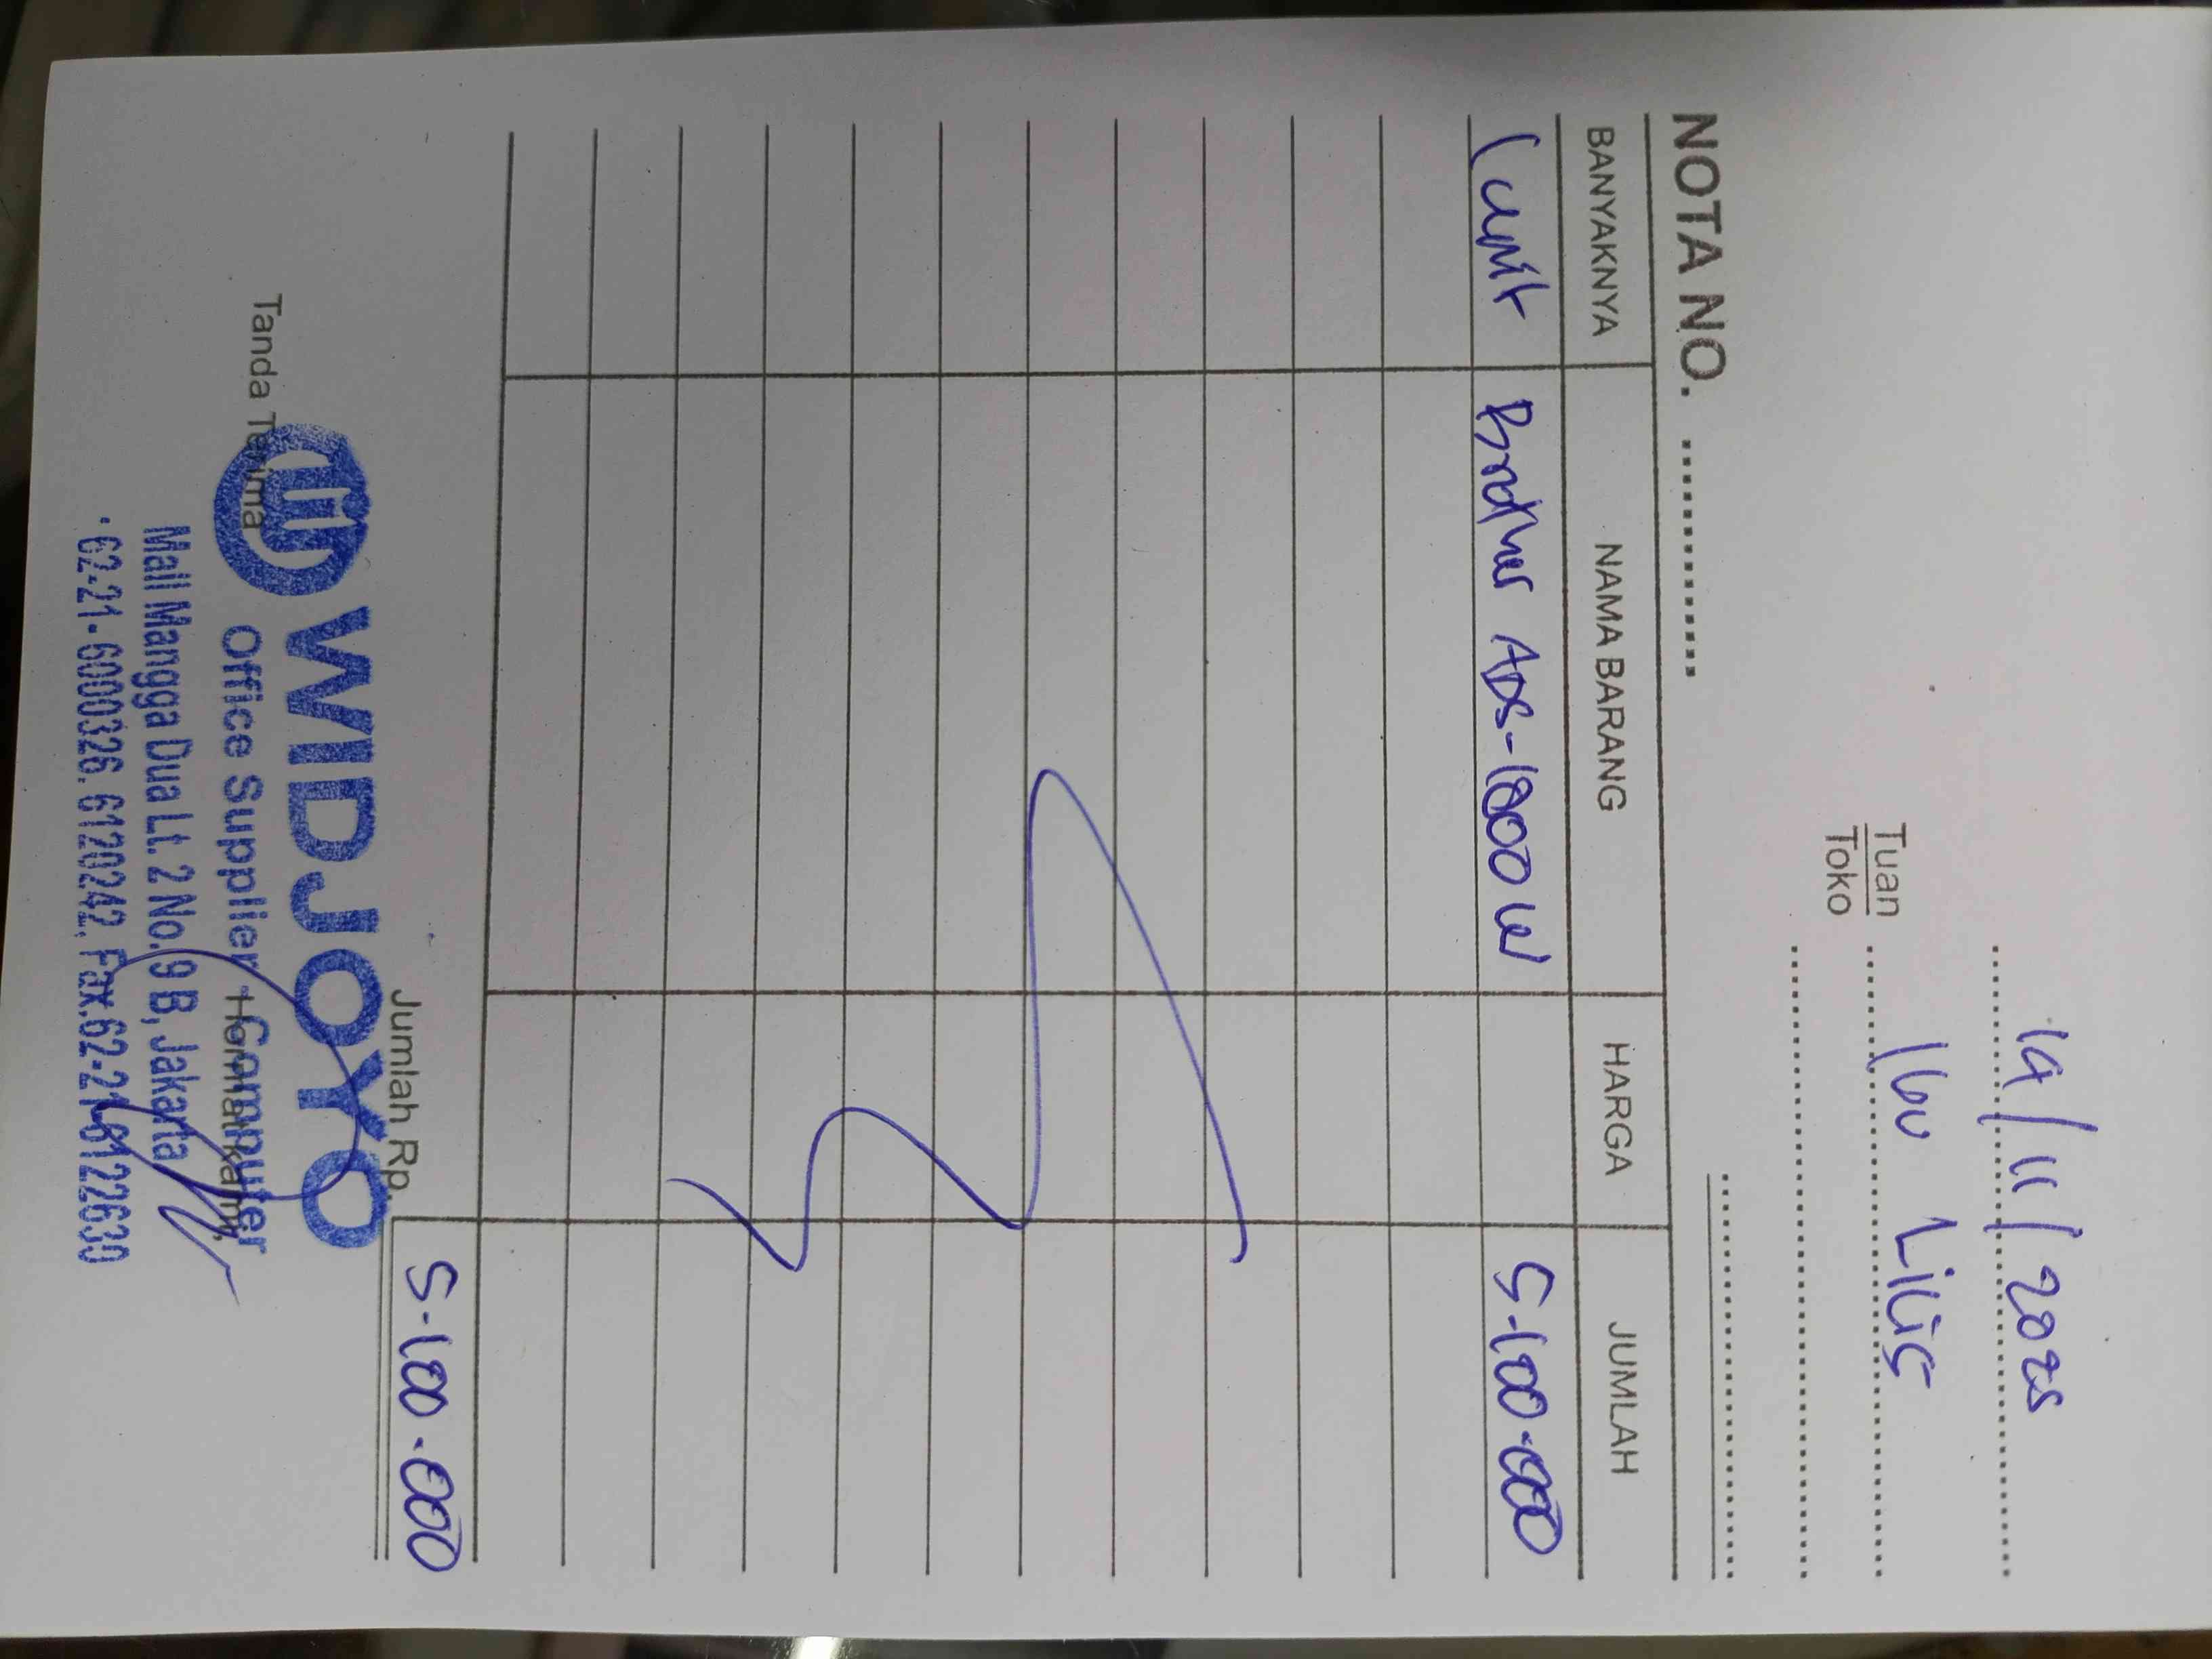 19/11/2025
Tuan Ibu Lilis
Toko
NOTA NO.
BANYAKNYA NAMA BARANG HARGA JUMLAH
1 unit Brother ADS-1800W 5.100.000
Jumlah Rp. 5.100.000
Tanda Terima Hormat kami,
WIDJOYO
Office Supplier Computer
Mall Mangga Dua Lt. 2 No. 9 B, Jakarta
62-21-6000326, 6120242, Fax.62-21-6122630